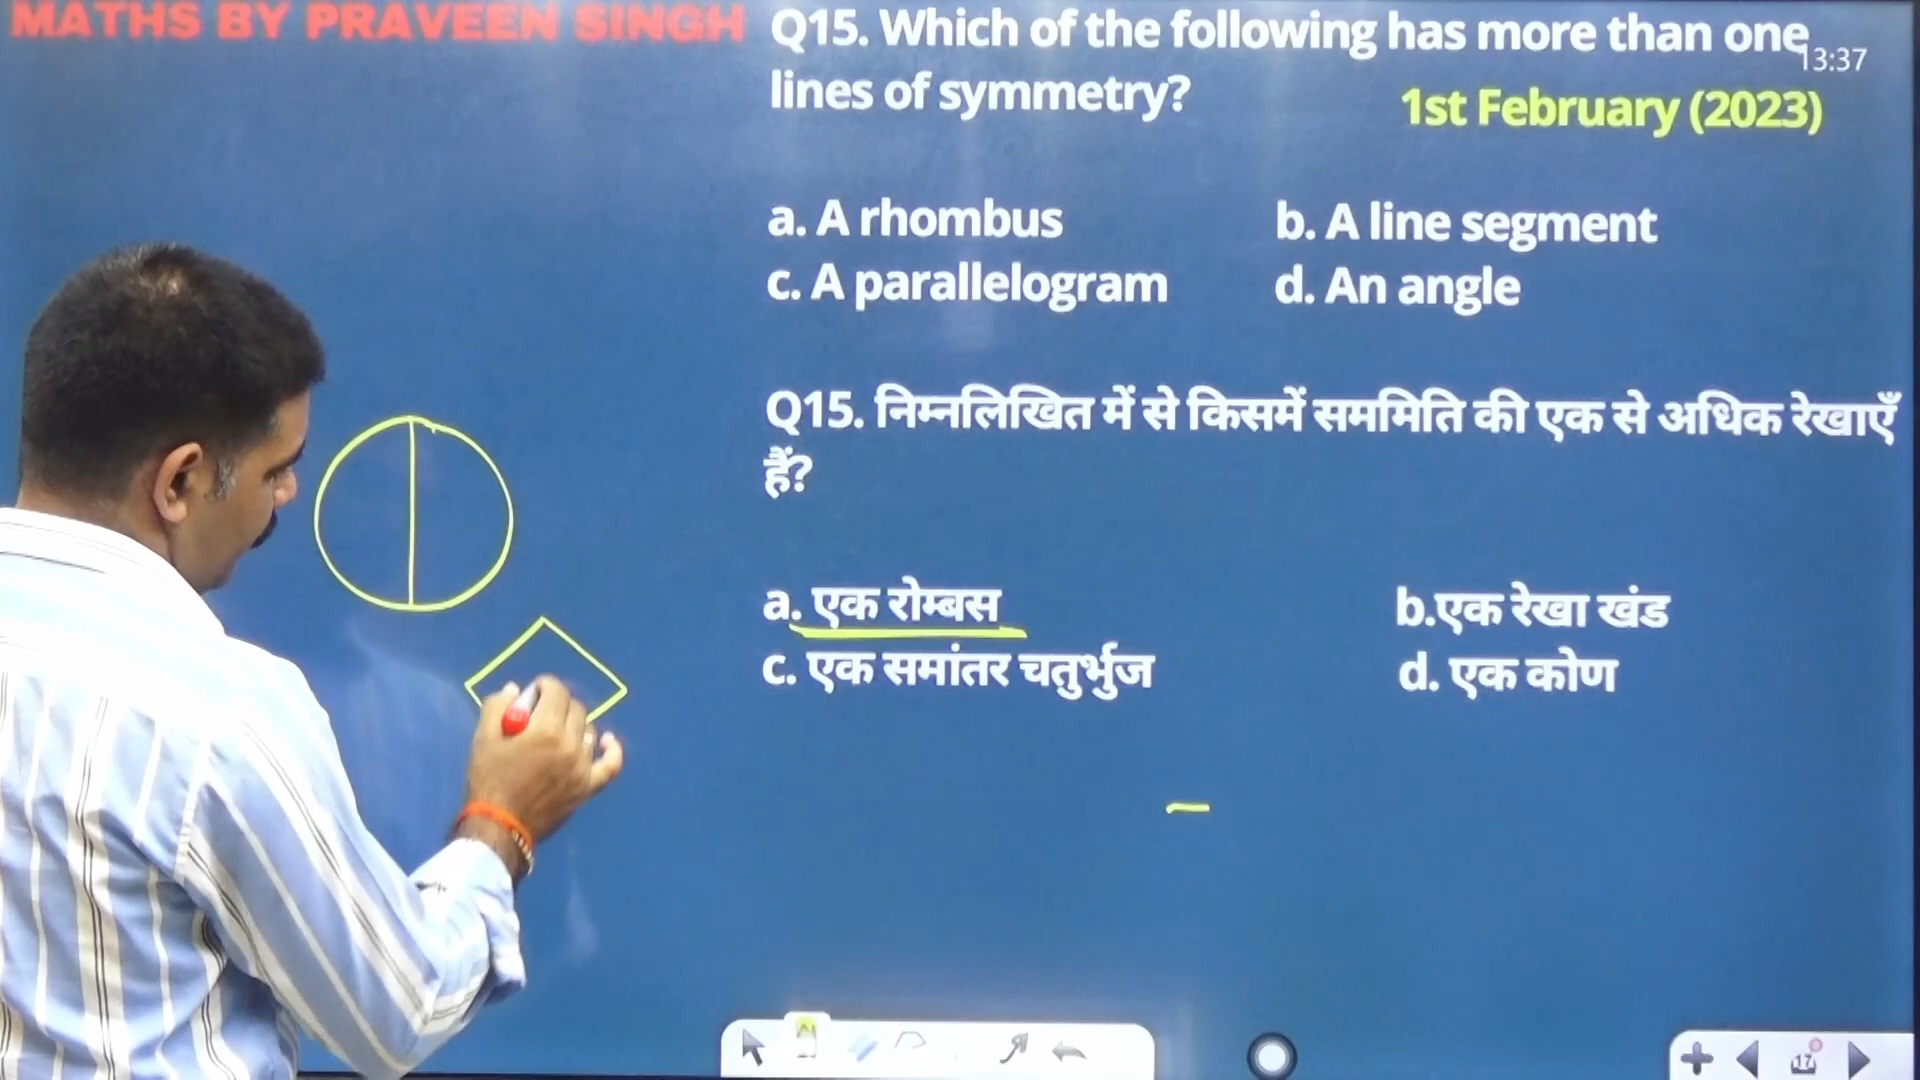 MATHS BY PRAVEEN SINGH
Q15. Which of the following has more than one
13:37
lines of symmetry?
1st February (2023)
a. A rhombus
b. A line segment
c. A parallelogram
d. An angle
Q15. निम्नलिखित में से किसमें सममिति की एक से अधिक रेखाएँ
हैं?
a. एक रोम्बस
b.एक रेखा खंड
c. एक समांतर चतुर्भुज
d. एक कोण
17